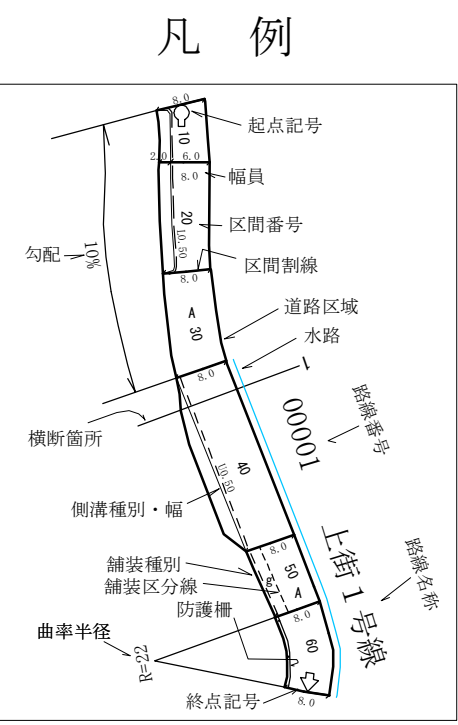 凡 例
8.0
起点記号
10
2.0 6.0
8.0
幅員
20
区間番号
U0.50
勾配
10%
区間割線
8.0
道路区域
A
30
水路
8.0
1
路線番号
00001
横断箇所
40
U0.50
側溝種別・幅
上街1号線
8.0
路線名称
舗装種別
50
g
舗装区分線
A
防護柵
8.0
曲率半径
60
R=22
終点記号
8.0